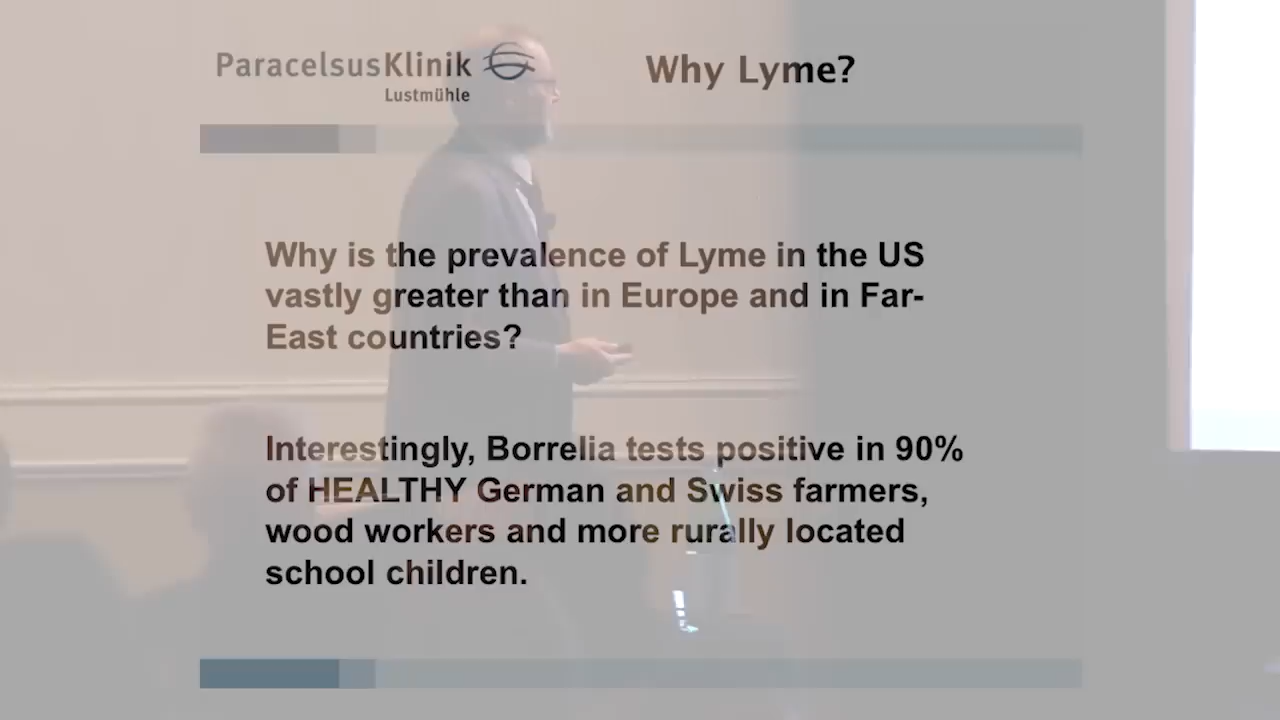 ParacelsusKlinik
Lustmühle
Why Lyme?
Why is the prevalence of Lyme in the US
vastly greater than in Europe and in Far-
East countries?
Interestingly, Borrelia tests positive in 90%
of HEALTHY German and Swiss farmers,
wood workers and more rurally located
school children.